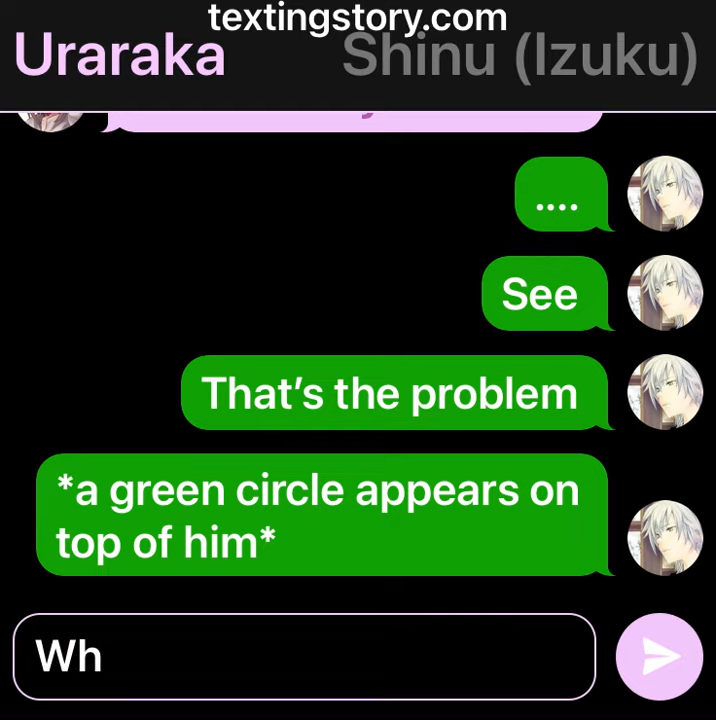 textingstory.com
Uraraka
Shinu (Izuku)
....
See
That's the problem
*a green circle appears on
top of him*
Wh